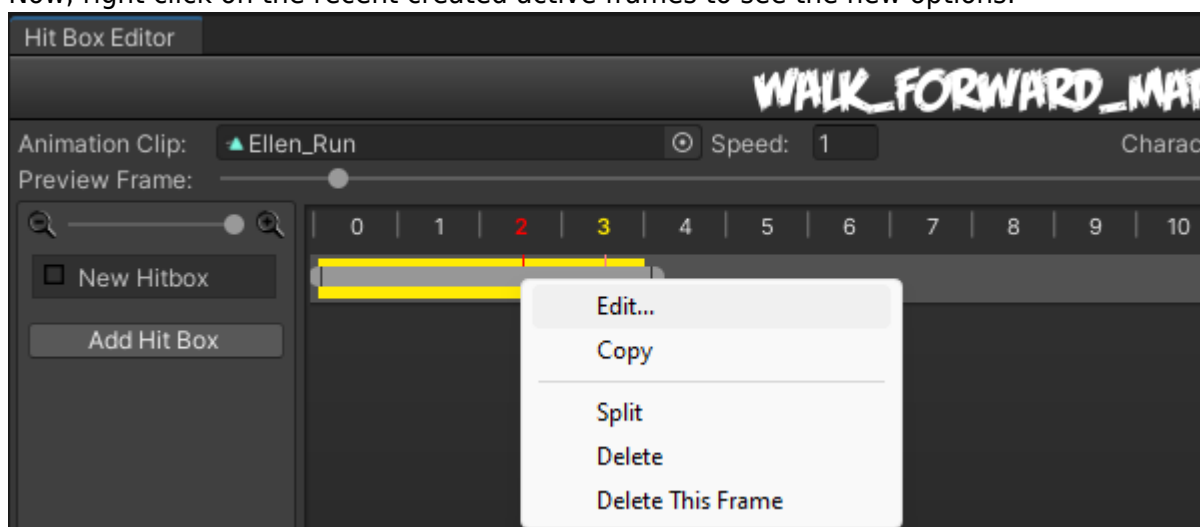 Now, right click on the recent created active frames to see the new options.
Hit Box Editor
WALK_FORWARD_MAR
Animation Clip: Ellen_Run Speed: 1 Charac
Preview Frame:
0 1 2 3 4 5 6 7 8 9 10
New Hitbox
Add Hit Box
Edit...
Copy
Split
Delete
Delete This Frame